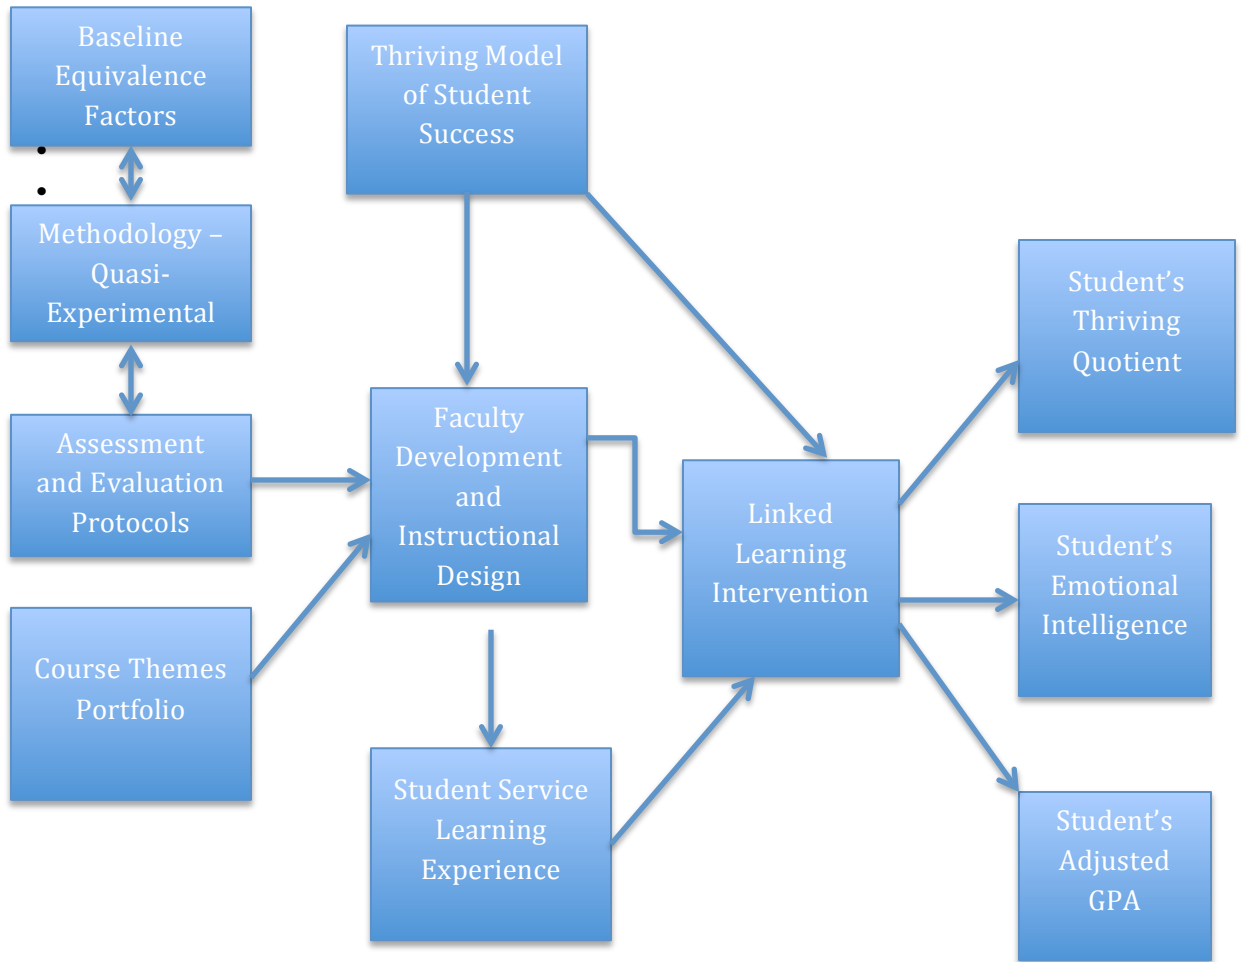 Baseline
Equivalence
Factors
Thriving Model
of Student
Success
•
•
Methodology –
Quasi-
Experimental
Student's
Thriving
Quotient
Assessment
and Evaluation
Protocols
Faculty
Development
and
Instructional
Design
Linked
Learning
Intervention
Student's
Emotional
Intelligence
Course Themes
Portfolio
Student Service
Learning
Experience
Student's
Adjusted
GPA